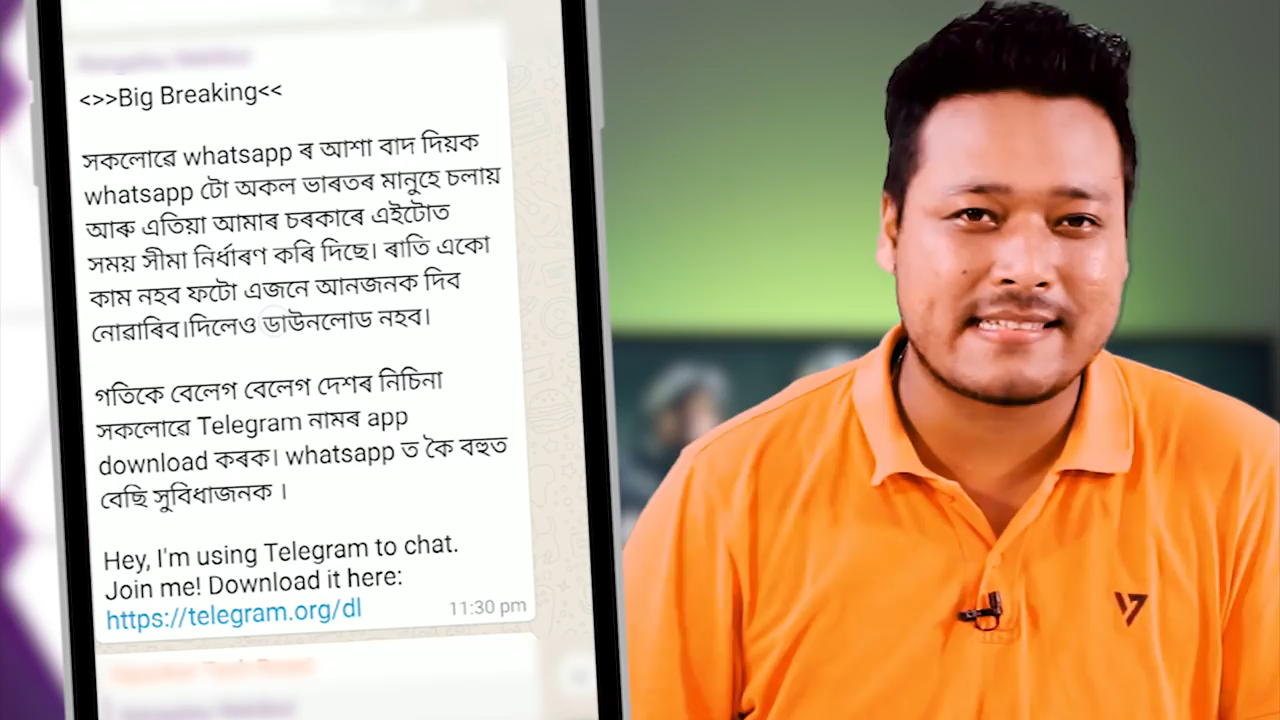 <>>Big Breaking<<
সকলোৱে whatsapp ৰ আশা বাদ দিয়ক
whatsapp টো অকল ভাৰতৰ মানুহে চলায়
আৰু এতিয়া আমাৰ চৰকাৰে এইটোত
সময় সীমা নিৰ্ধাৰণ কৰি দিছে। ৰাতি একো
কাম নহব ফটো এজনে আনজনক দিব
নোৱাৰিব।দিলেও ডাউনলোড নহব।
গতিকে বেলেগ বেলেগ দেশৰ নিচিনা
সকলোৱে Telegram নামৰ app
download কৰক। whatsapp ত কৈ বহুত
বেছি সুবিধাজনক ।
Hey, I'm using Telegram to chat.
Join me! Download it here:
https://telegram.org/dl
11:30 pm